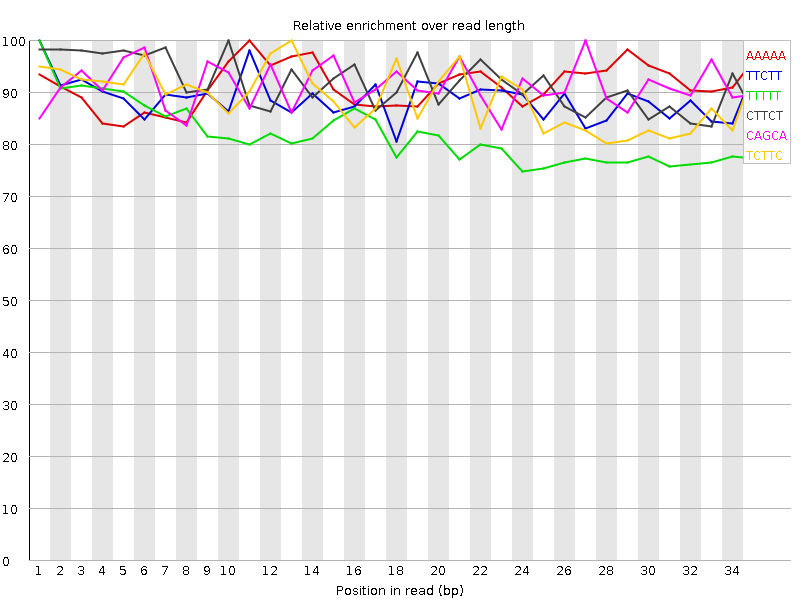 Relative enrichment over read length
100
90
80
70
60
50
40
30
20
10
0
AAAAA
TTCTT
TTTTT
CTTCT
CAGCA
TCTTC
1 2 3 4 5 6 7 8 9 10 12 14 16 18 20 22 24 26 28 30 32 34
Position in read (bp)